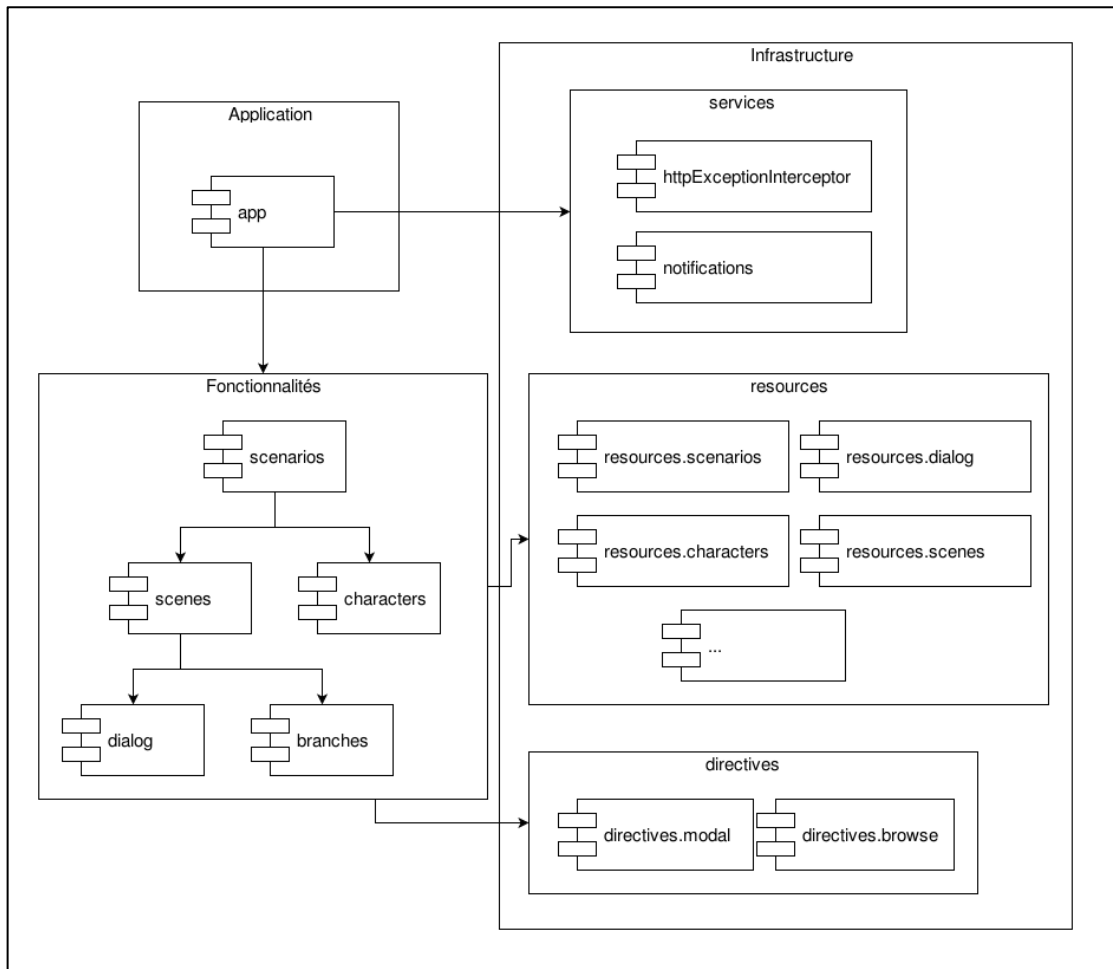 Infrastructure
services
Application
httpExceptionInterceptor
app
notifications
Fonctionnalités
resources
scenarios
resources.scenarios
resources.dialog
resources.characters
resources.scenes
scenes
characters
...
dialog
branches
directives
directives.modal
directives.browse